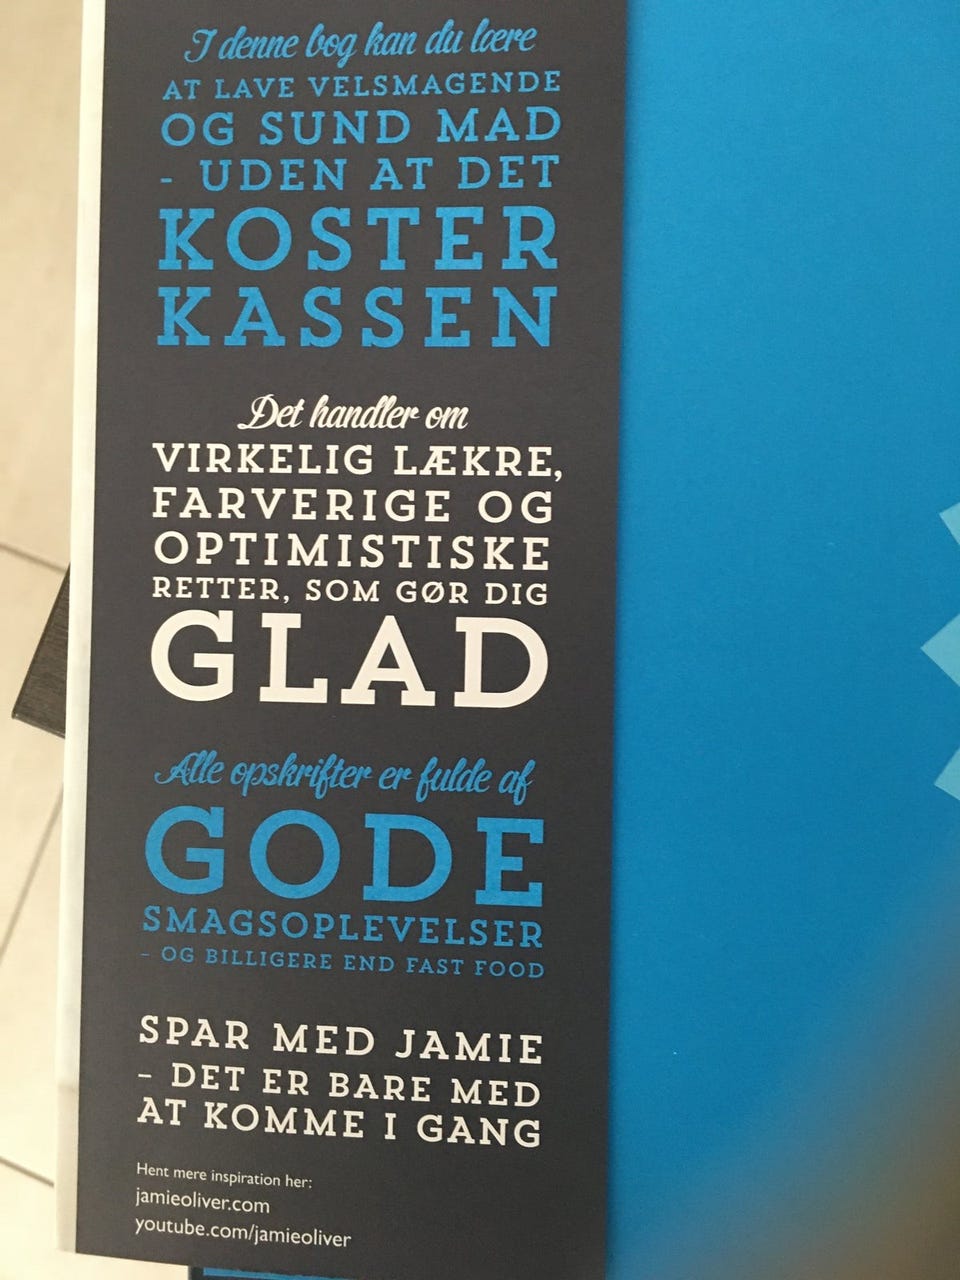 I denne bog kan du lære
AT LAVE VELSMAGENDE
OG SUND MAD
- UDEN AT DET
KOSTER
KASSEN
Det handler om
VIRKELIG LÆKRE,
FARVERIGE OG
OPTIMISTISKE
RETTER, SOM GØR DIG
GLAD
Alle opskrifter er fulde af
GODE
SMAGSOPLEVELSER
– OG BILLIGERE END FAST FOOD
SPAR MED JAMIE
– DET ER BARE MED
AT KOMME I GANG
Hent mere inspiration her:
jamieoliver.com
youtube.com/jamieoliver